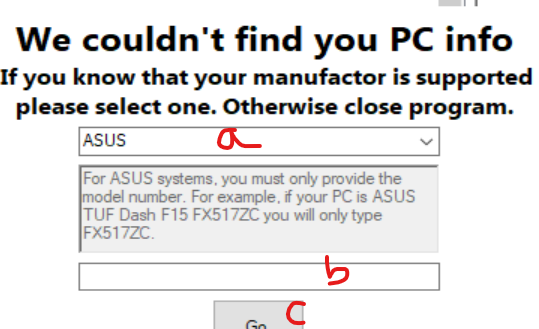 We couldn't find you PC info
If you know that your manufactor is supported
please select one. Otherwise close program.
ASUS a
For ASUS systems, you must only provide the
model number. For example, if your PC is ASUS
TUF Dash F15 FX517ZC you will only type
FX517ZC.
b
Go c